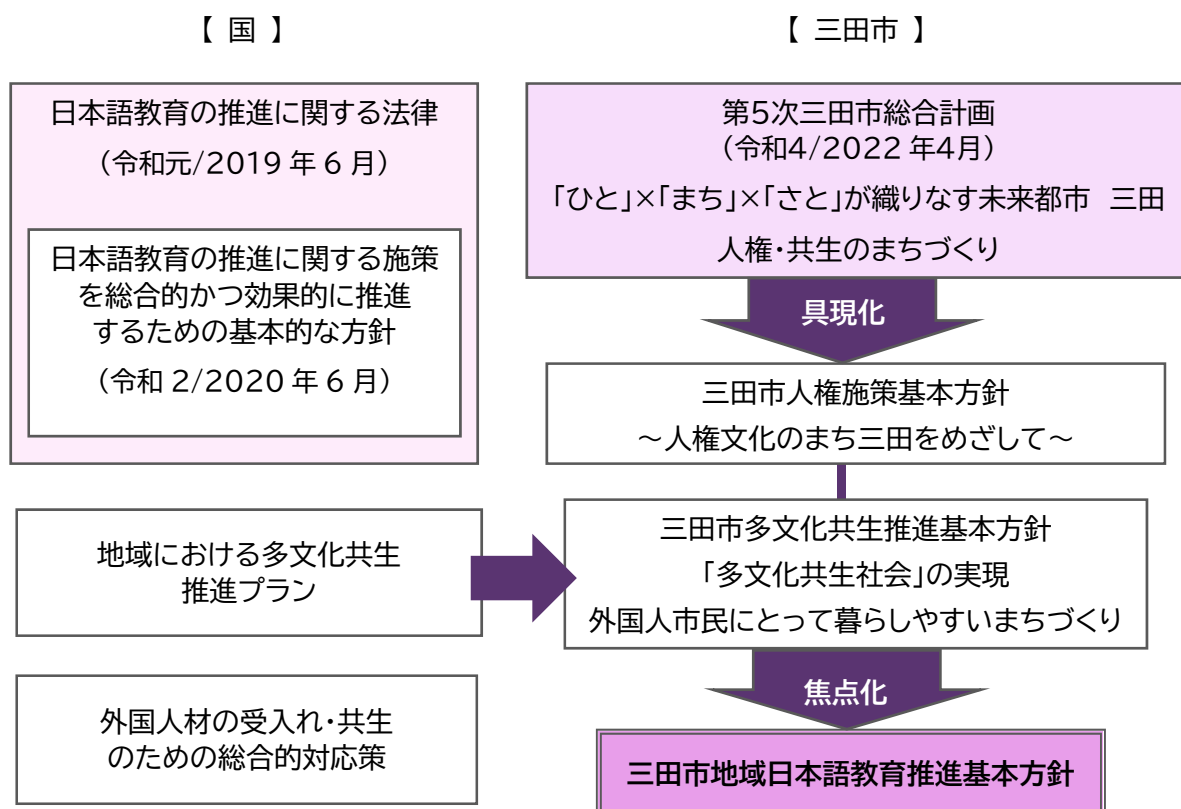 【 国 】
日本語教育の推進に関する法律
（令和元/2019 年 6 月）
日本語教育の推進に関する施策
を総合的かつ効果的に推進
するための基本的な方針
（令和 2/2020 年 6 月）
地域における多文化共生
推進プラン
外国人材の受入れ・共生
のための総合的対応策
【 三田市 】
第5次三田市総合計画
（令和4/2022 年4月）
「ひと」×「まち」×「さと」が織りなす未来都市　三田
人権・共生のまちづくり
具現化
三田市人権施策基本方針
～人権文化のまち三田をめざして～
三田市多文化共生推進基本方針
「多文化共生社会」の実現
外国人市民にとって暮らしやすいまちづくり
焦点化
三田市地域日本語教育推進基本方針